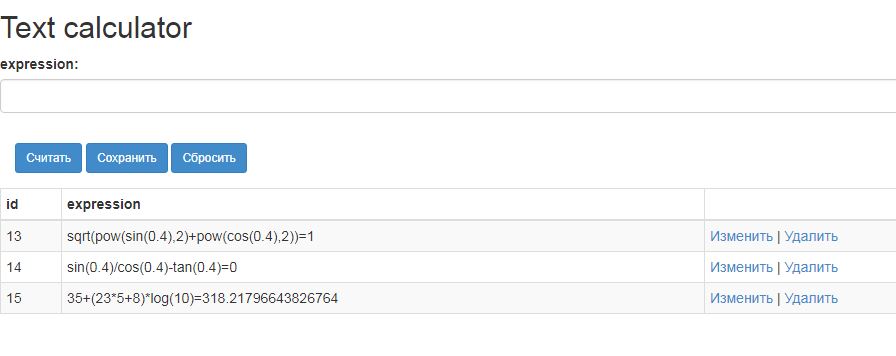 Text calculator
expression:
Считать Сохранить Сбросить
id expression
13 sqrt(pow(sin(0.4),2)+pow(cos(0.4),2))=1 Изменить | Удалить
14 sin(0.4)/cos(0.4)-tan(0.4)=0 Изменить | Удалить
15 35+(23*5+8)*log(10)=318.21796643826764 Изменить | Удалить